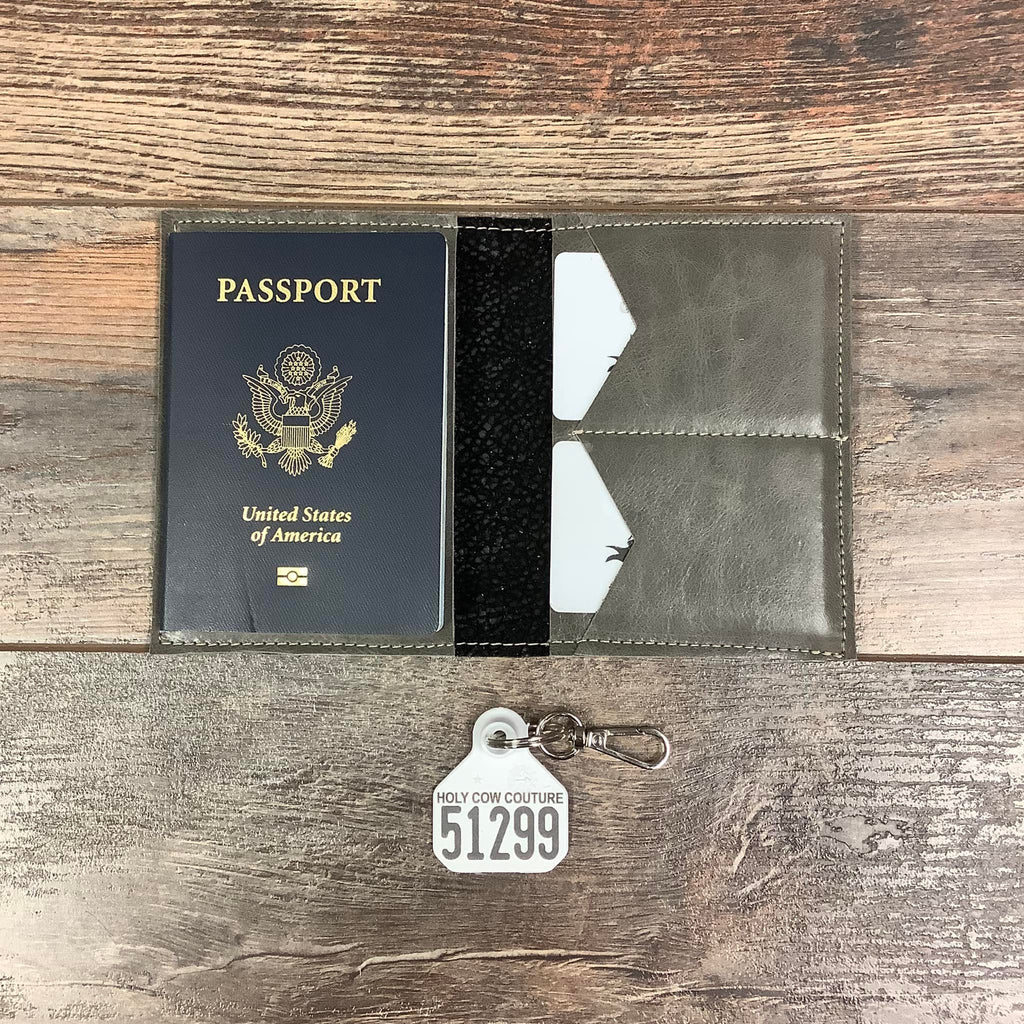 PASSPORT
United States
of America
HOLY COW COUTURE
51299